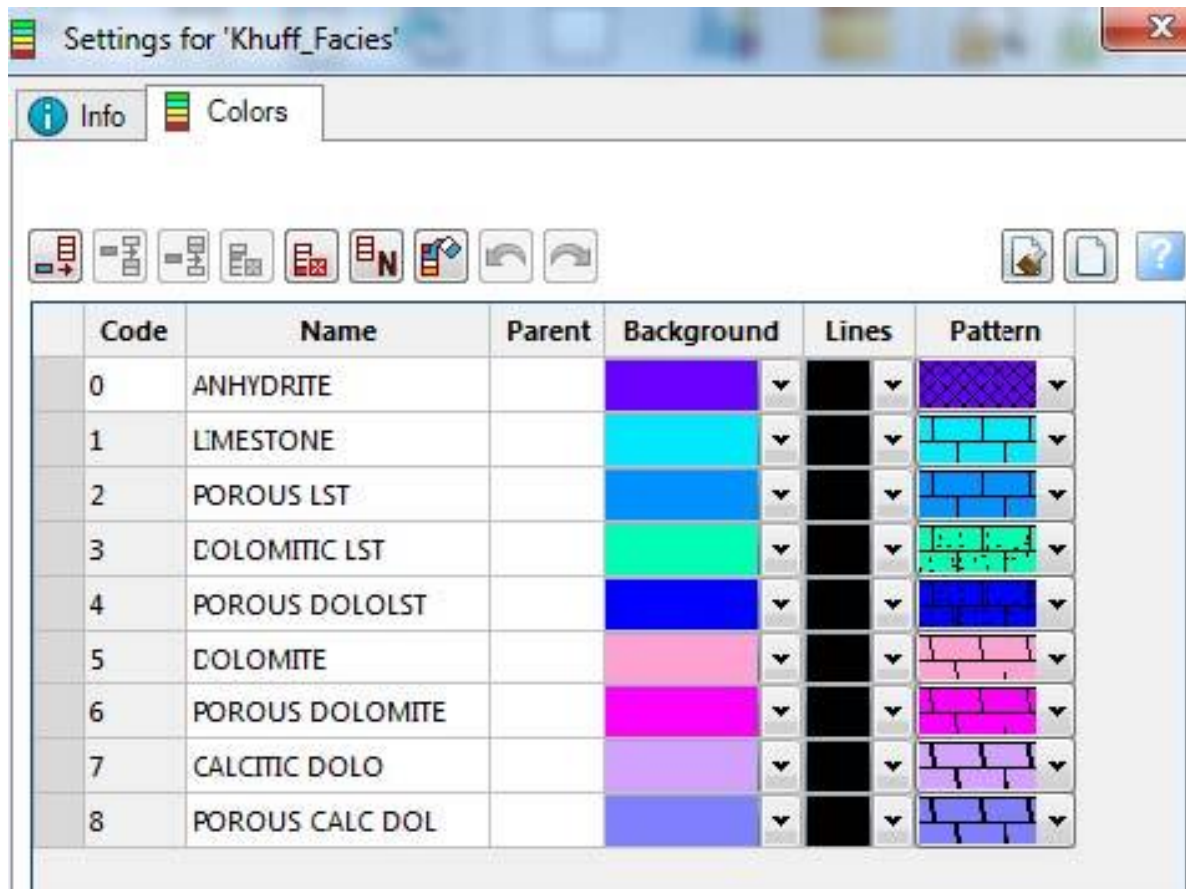 Settings for 'Khuff_Facies'
Info Colors
N ?
Code Name Parent Background Lines Pattern
0 ANHYDRITE
1 LIMESTONE
2 POROUS LST
3 DOLOMITIC LST
4 POROUS DOLOLST
5 DOLOMITE
6 POROUS DOLOMITE
7 CALCITIC DOLO
8 POROUS CALC DOL